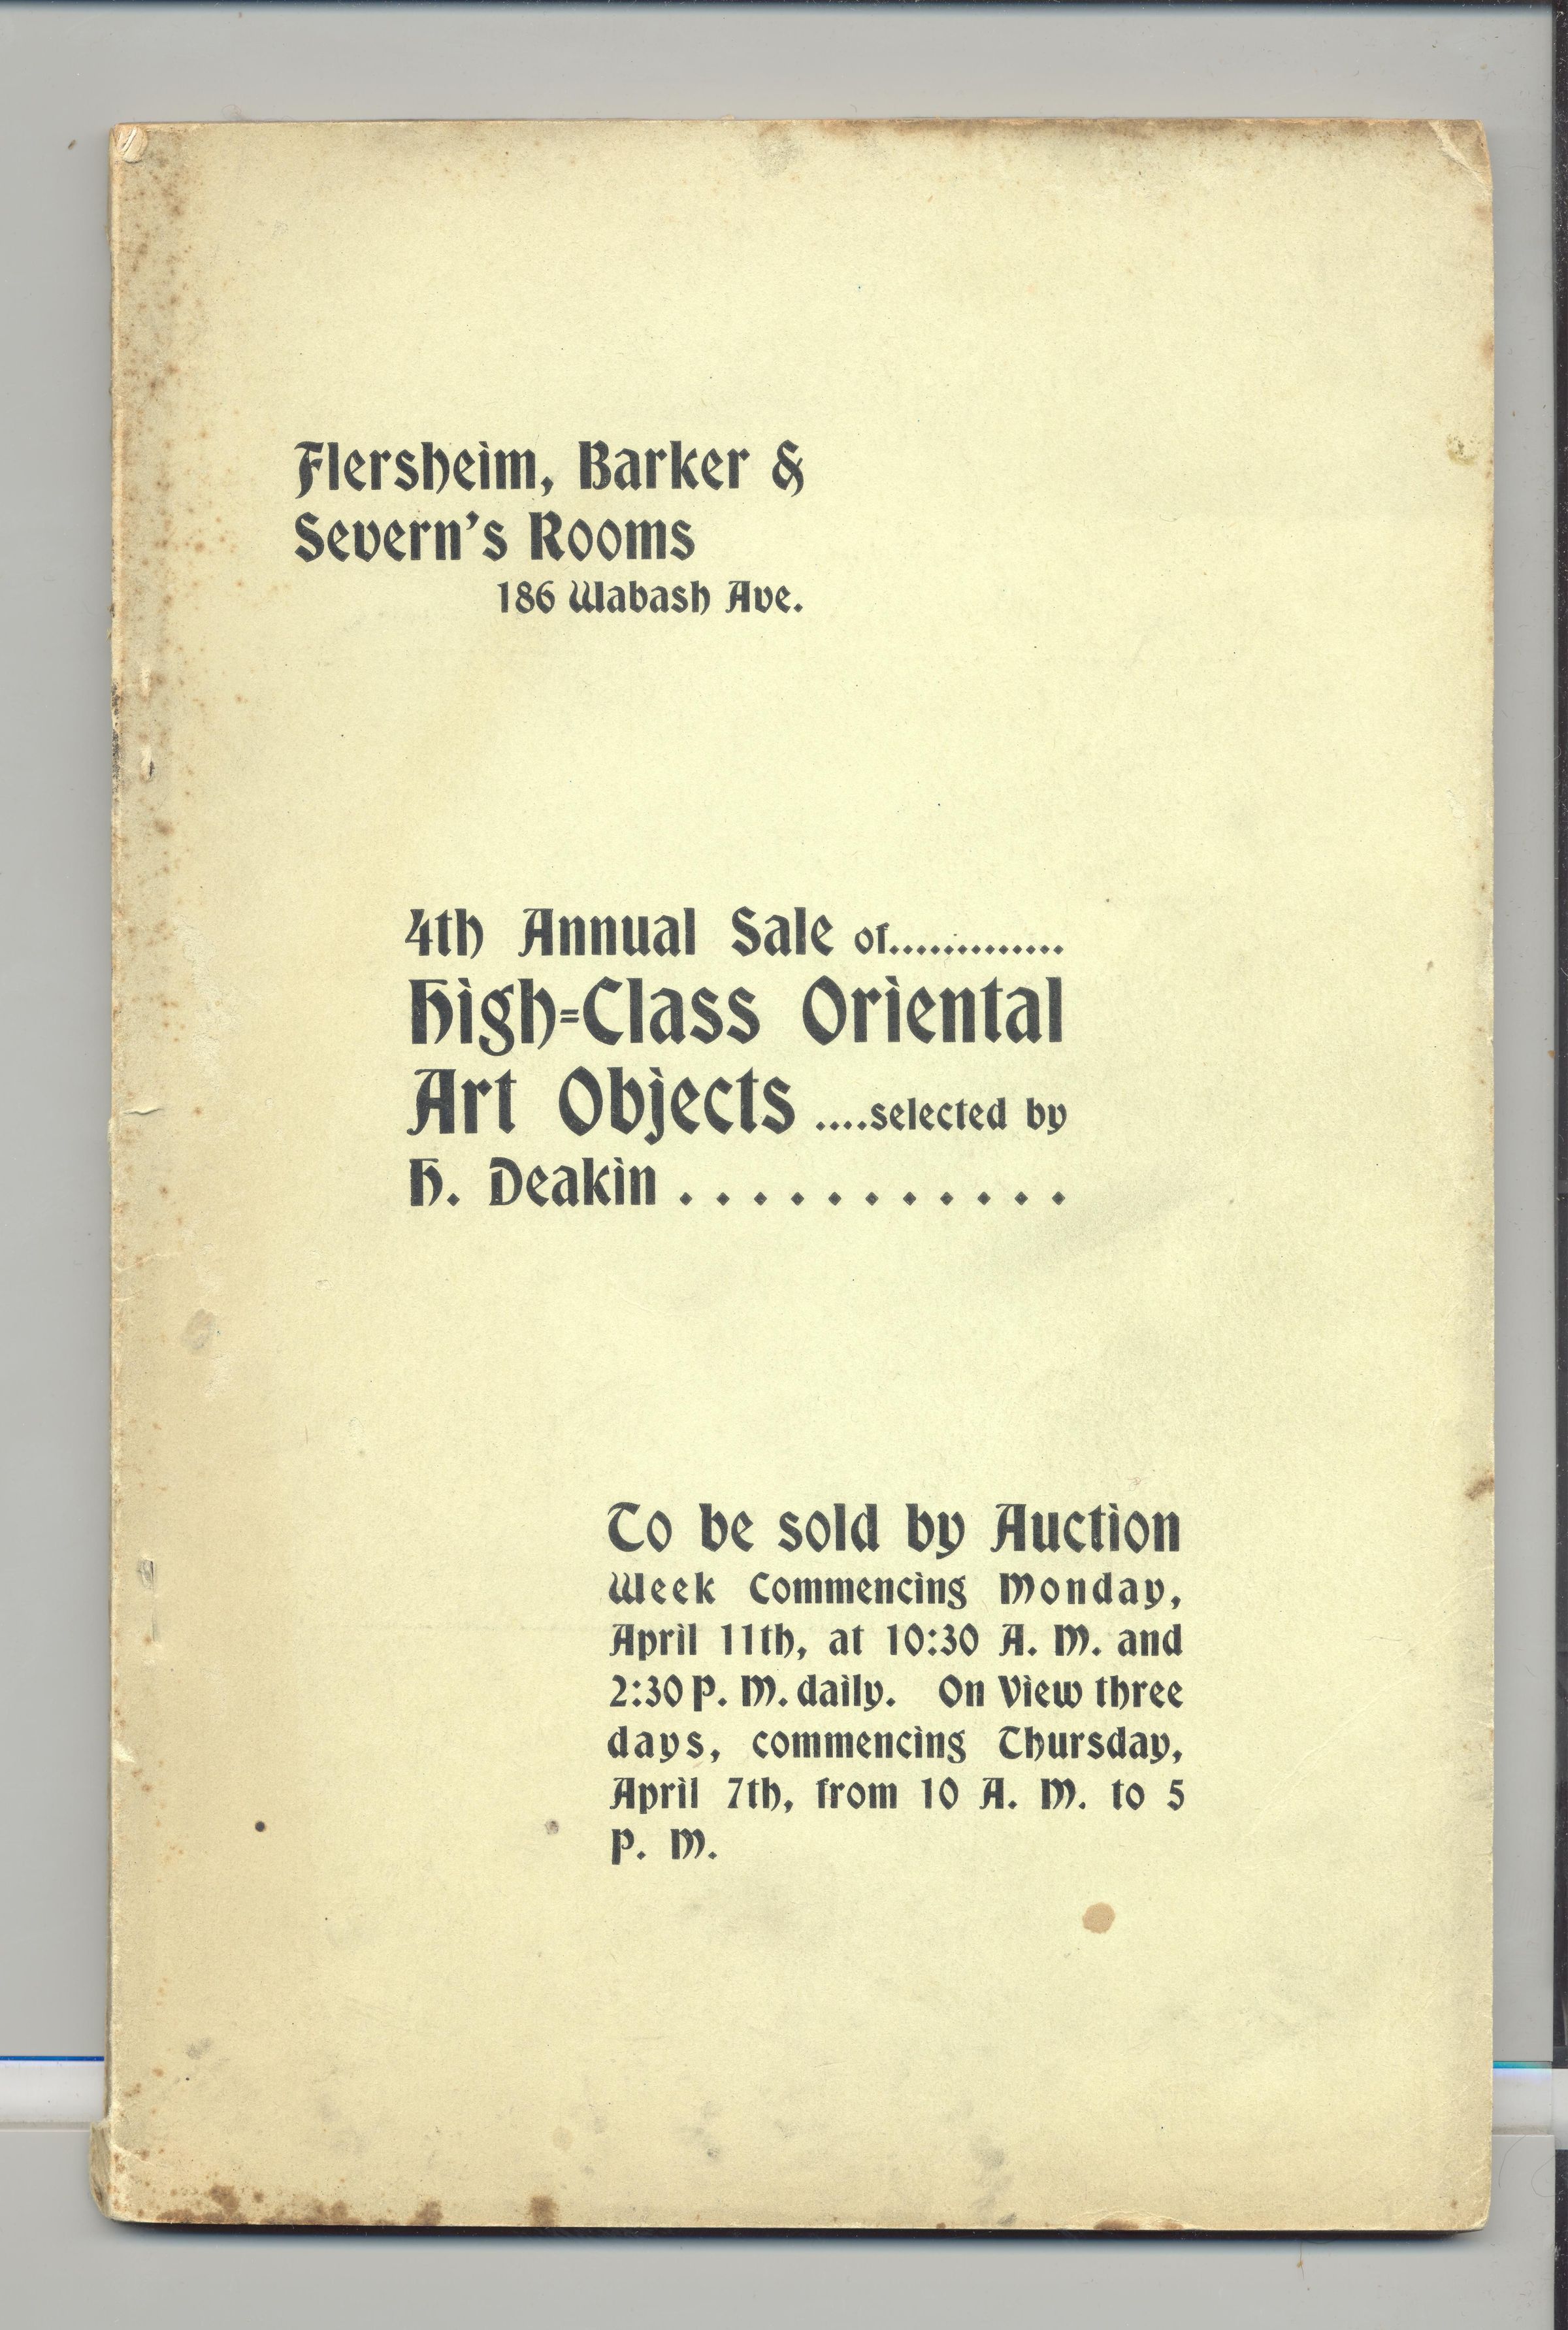 Flersheim, Barker &
Severn's Rooms
186 Wabash Ave.
4th Annual Sale of.............
High=Class Oriental
Art Objects ....selected by
H. Deakin . . . . . . . . . . .
To be sold by Auction
Week Commencing Monday,
April 11th, at 10:30 A. M. and
2:30 P. M. daily. On View three
days, commencing Thursday,
April 7th, from 10 A. M. to 5
P. M.